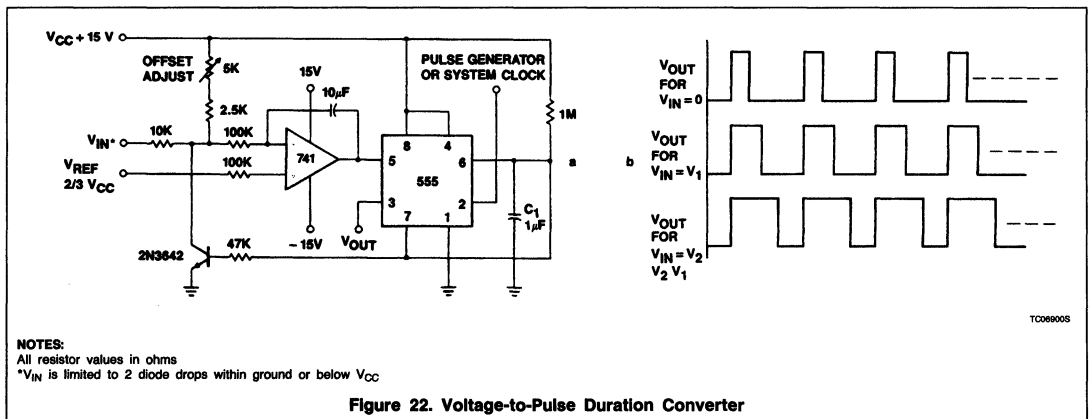 VCC + 15 V
OFFSET
ADJUST
5K
2.5K
15V
10μF
PULSE GENERATOR
OR SYSTEM CLOCK
1M
10K
VIN*
100K
VREF
2/3 VCC
100K
741
- 15V
5
8
4
6
555
3
2
7
1
VOUT
C1
1μF
2N3642
47K
a
b
VOUT
FOR
VIN = 0
VOUT
FOR
VIN = V1
VOUT
FOR
VIN = V2
V2 V1
TC06900S
NOTES:
All resistor values in ohms
*VIN is limited to 2 diode drops within ground or below VCC
Figure 22. Voltage-to-Pulse Duration Converter